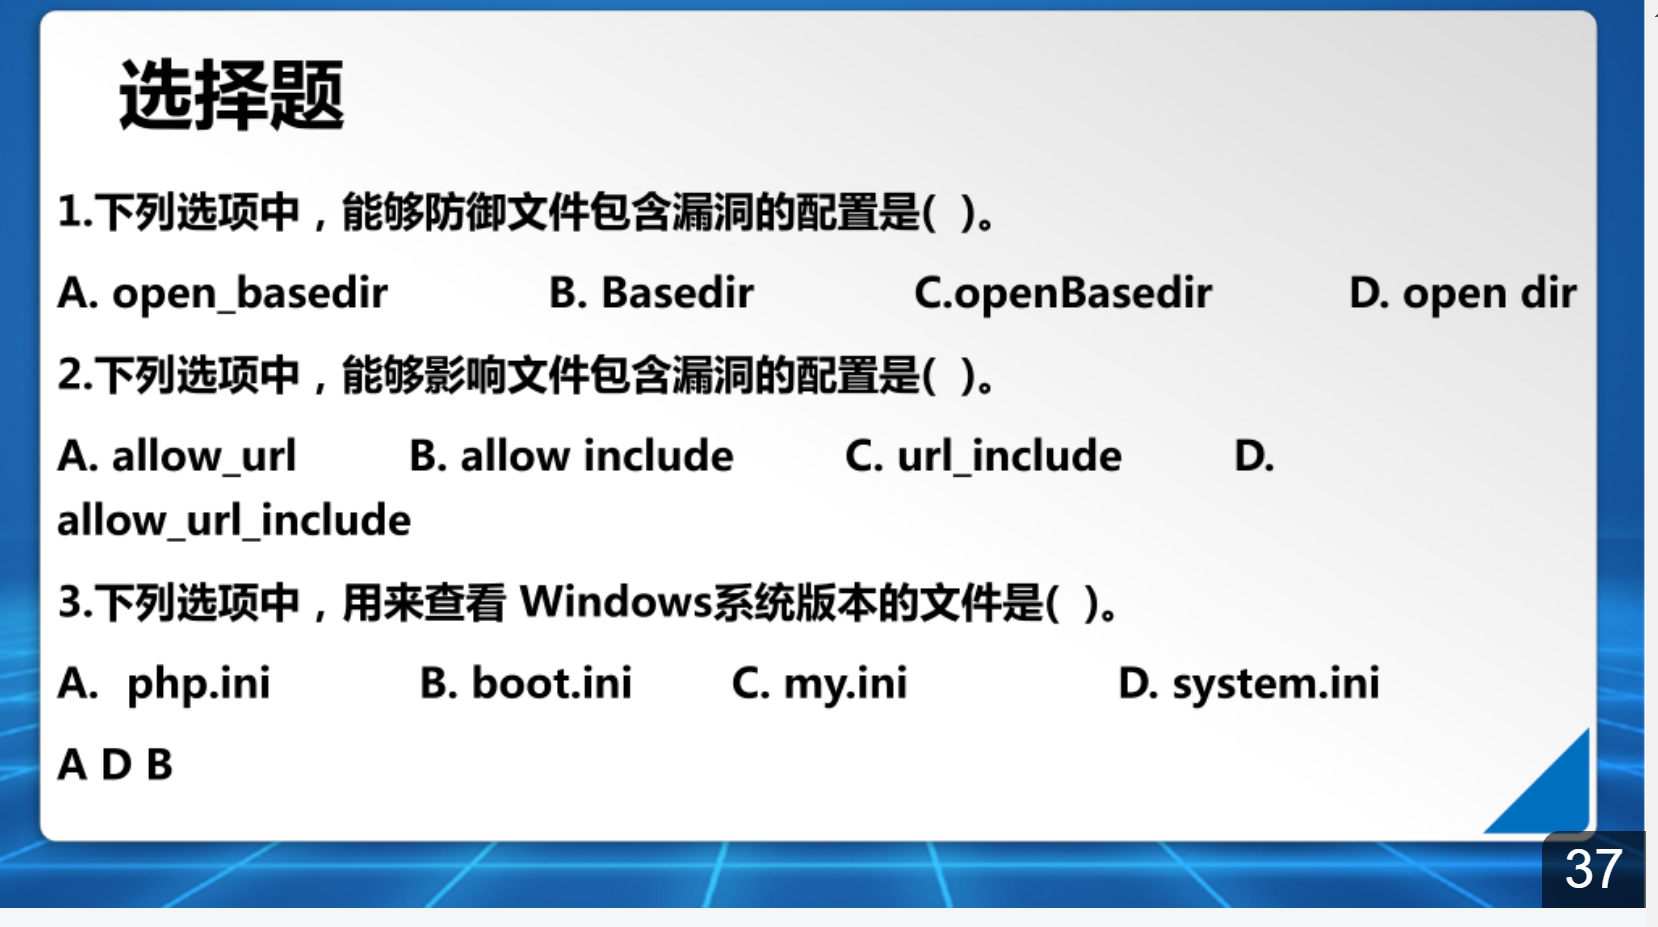 选择题
1.下列选项中，能够防御文件包含漏洞的配置是( )。
A. open_basedir B. Basedir C.openBasedir D. open dir
2.下列选项中，能够影响文件包含漏洞的配置是( )。
A. allow_url B. allow include C. url_include D.
allow_url_include
3.下列选项中，用来查看 Windows系统版本的文件是( )。
A. php.ini B. boot.ini C. my.ini D. system.ini
A D B
37